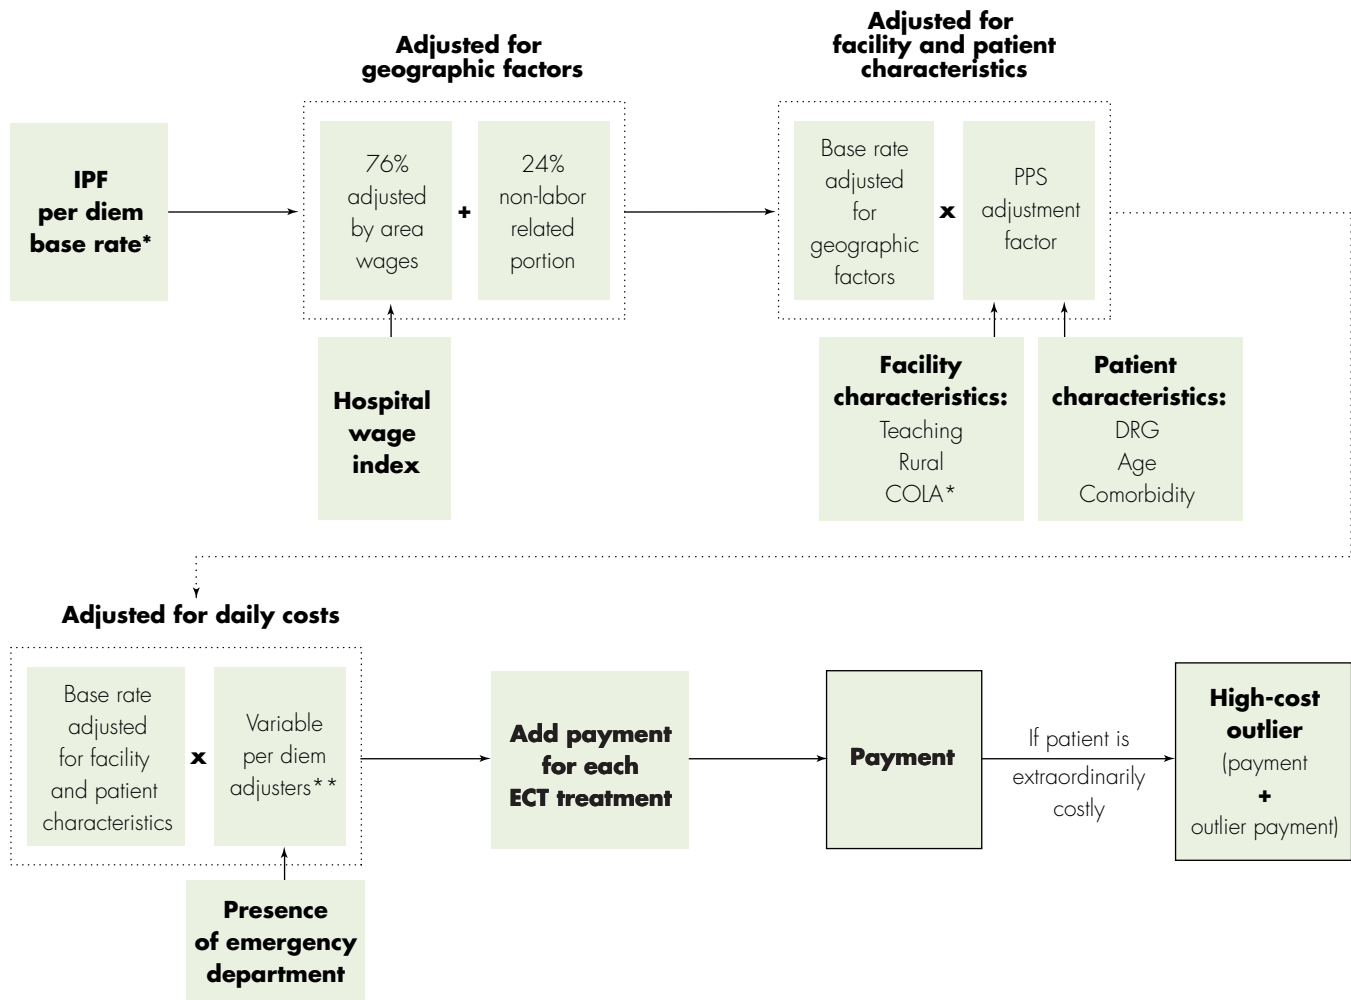 Adjusted for
geographic factors
Adjusted for
facility and patient
characteristics
IPF
per diem
base rate*
76%
adjusted
by area
wages
+
24%
non-labor
related
portion
Base rate
adjusted
for
geographic
factors
x
PPS
adjustment
factor
Hospital
wage
index
Facility
characteristics:
Teaching
Rural
COLA*
Patient
characteristics:
DRG
Age
Comorbidity
Adjusted for daily costs
Base rate
adjusted
for facility
and patient
characteristics
x
Variable
per diem
adjusters**
Presence
of emergency
department
Add payment
for each
ECT treatment
Payment
If patient is
extraordinarily
costly
High-cost
outlier
(payment
+
outlier payment)